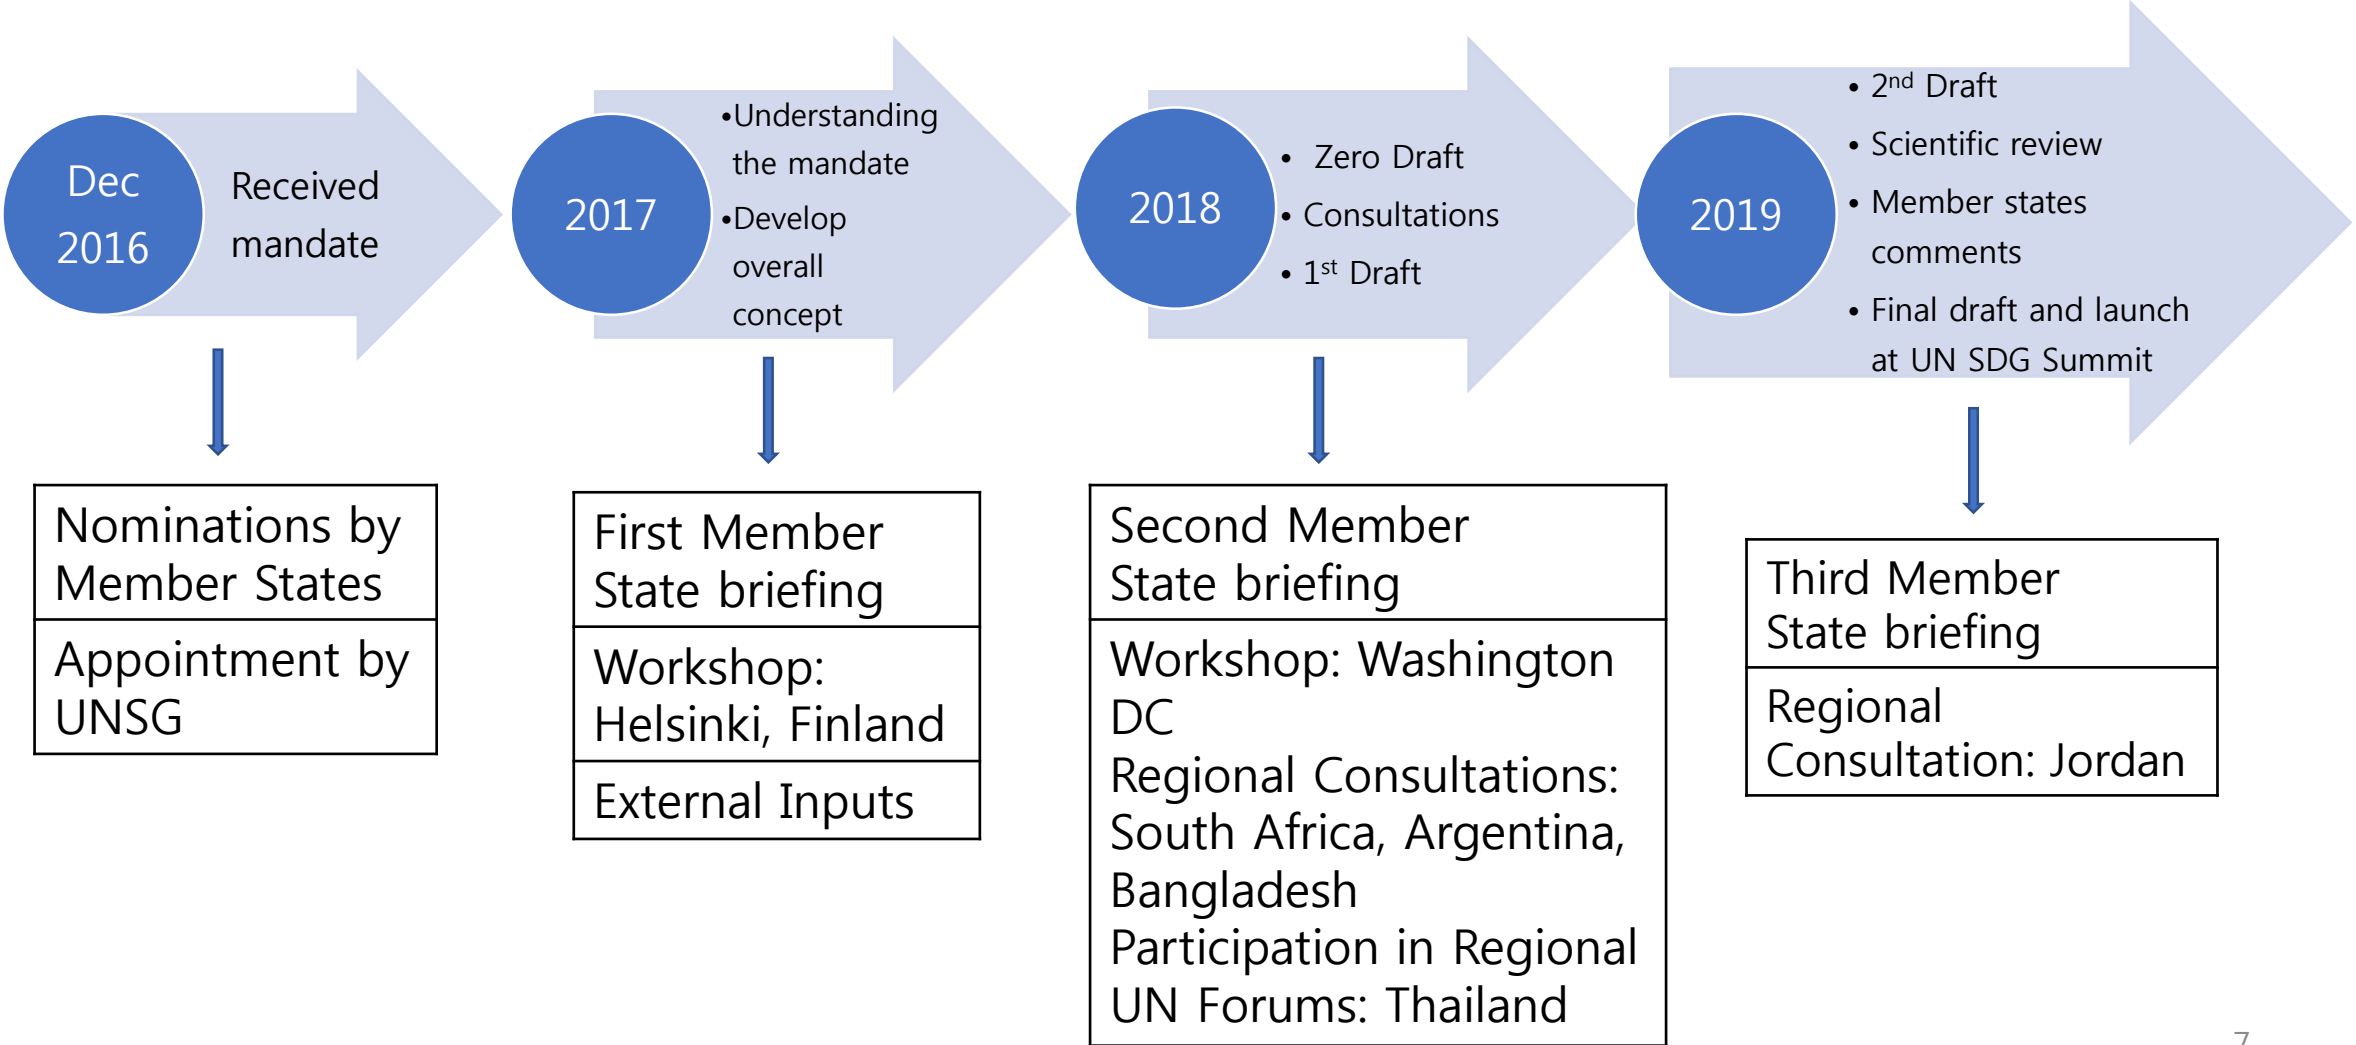 Dec
2016
Received
mandate
2017
•Understanding
the mandate
•Develop
overall
concept
2018
• Zero Draft
• Consultations
• 1st Draft
2019
• 2nd Draft
• Scientific review
• Member states
comments
• Final draft and launch
at UN SDG Summit
Nominations by
Member States
Appointment by
UNSG
First Member
State briefing
Workshop:
Helsinki, Finland
External Inputs
Second Member
State briefing
Workshop: Washington
DC
Regional Consultations:
South Africa, Argentina,
Bangladesh
Participation in Regional
UN Forums: Thailand
Third Member
State briefing
Regional
Consultation: Jordan
7